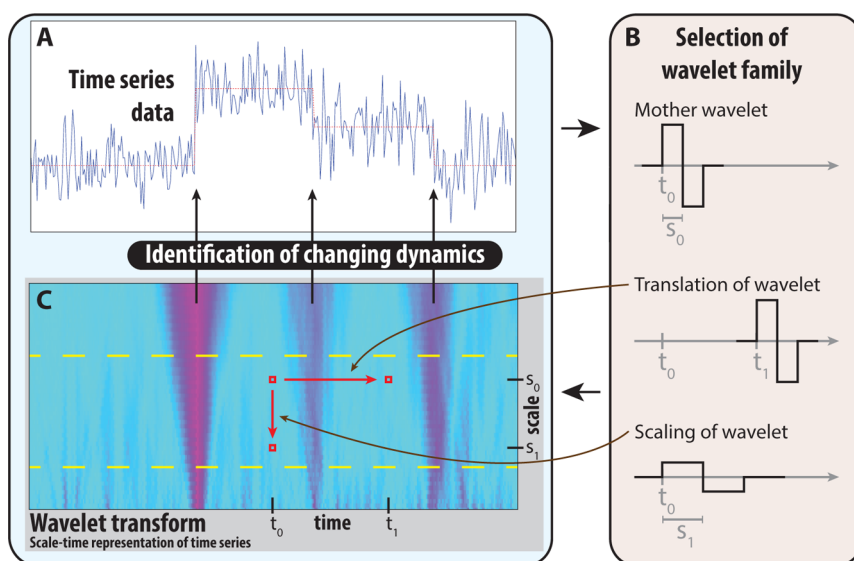 A
Time series
data
Identification of changing dynamics
C
S₀
scale
S₁
t₀
time
t₁
Wavelet transform
Scale-time representation of time series
B
Selection of
wavelet family
Mother wavelet
t₀
S₀
Translation of wavelet
t₀
t₁
Scaling of wavelet
t₀
S₁